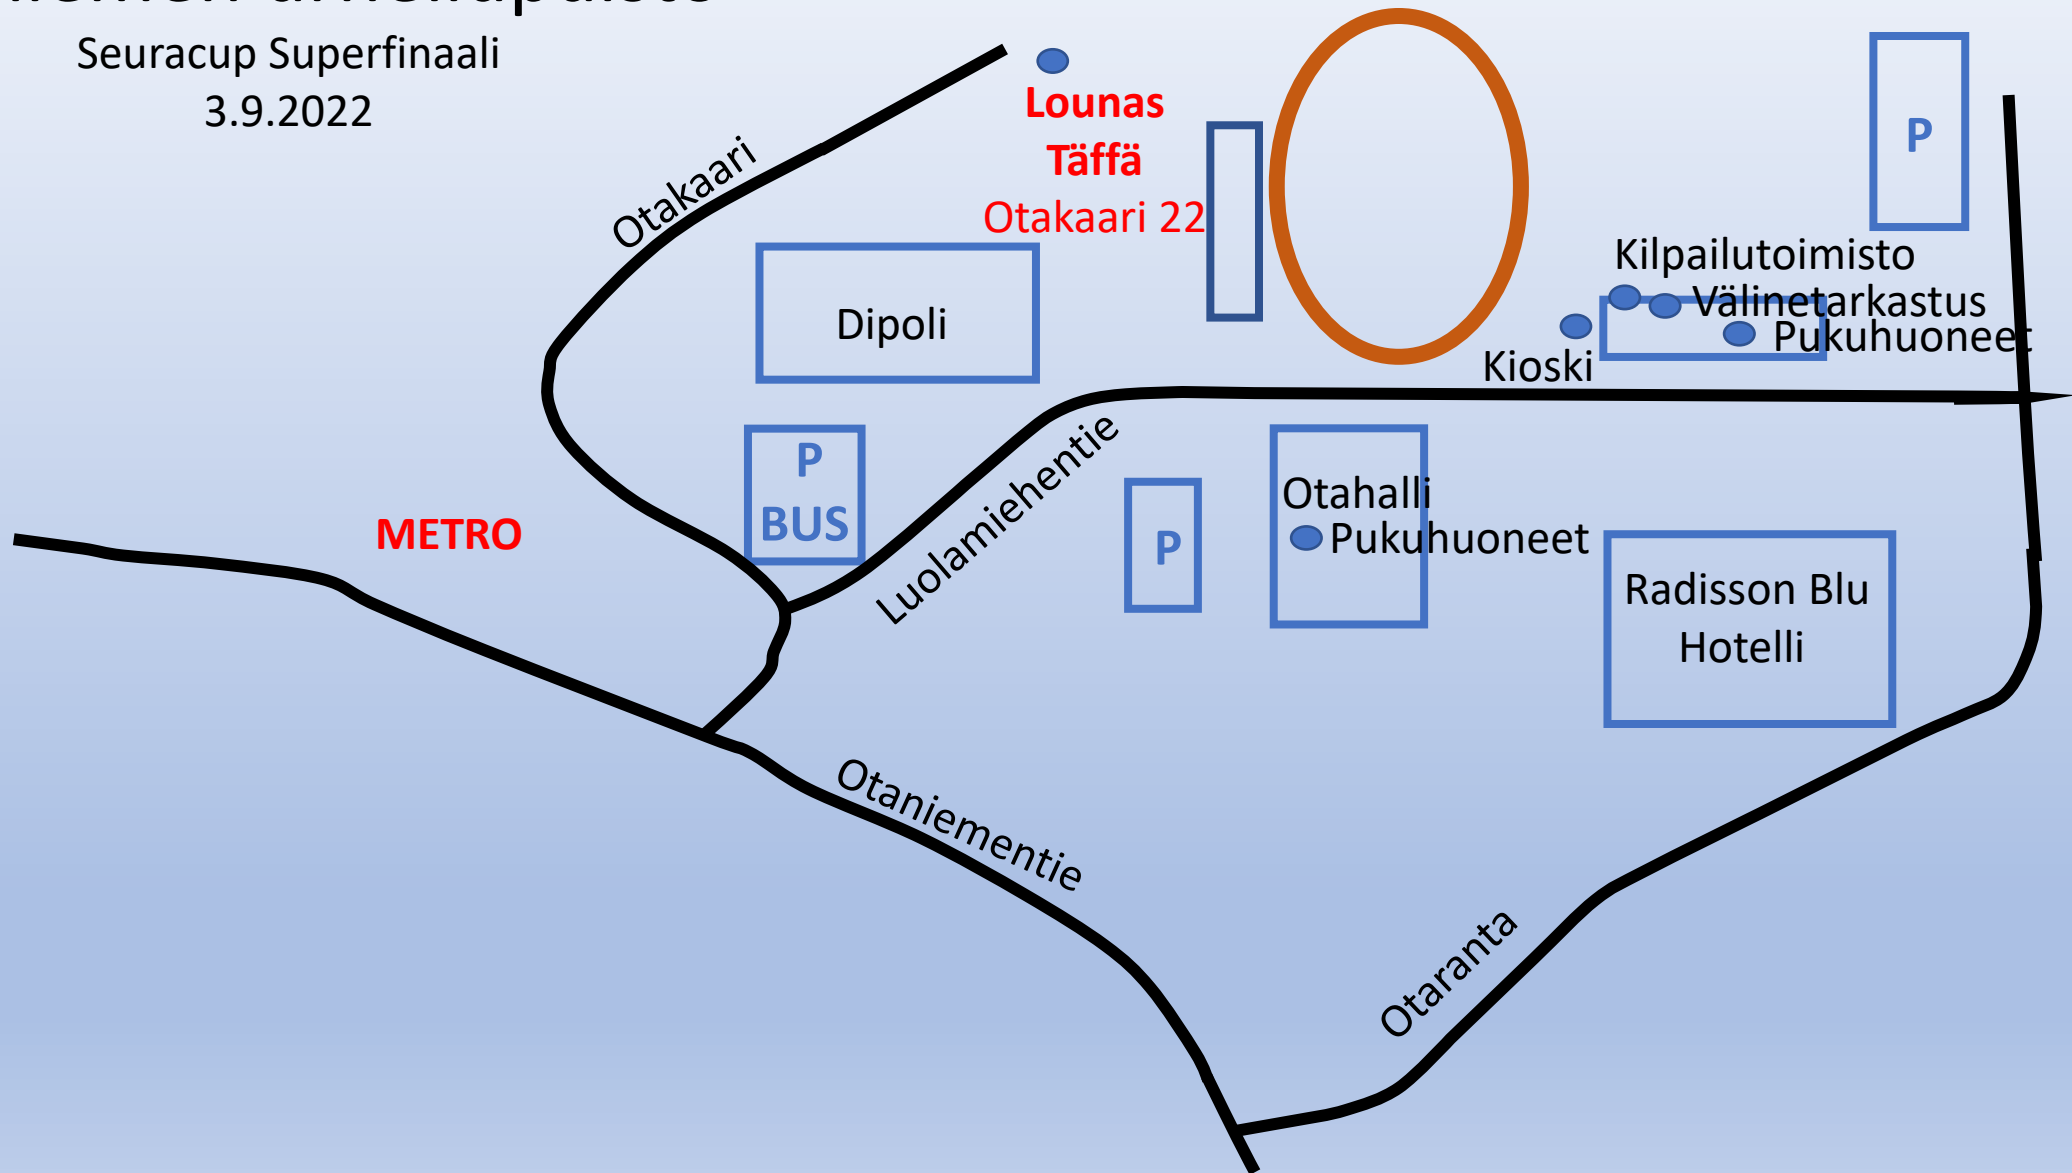 Seuracup Superfinaali
3.9.2022
Otakaari
Lounas
Täffä
Otakaari 22
P
Dipoli
Kilpailutoimisto
Välinetarkastus
Pukuhuoneet
Kioski
P
BUS
METRO
Luolamiehentie
P
Otahalli
Pukuhuoneet
Radisson Blu
Hotelli
Otaniementie
Otaranta